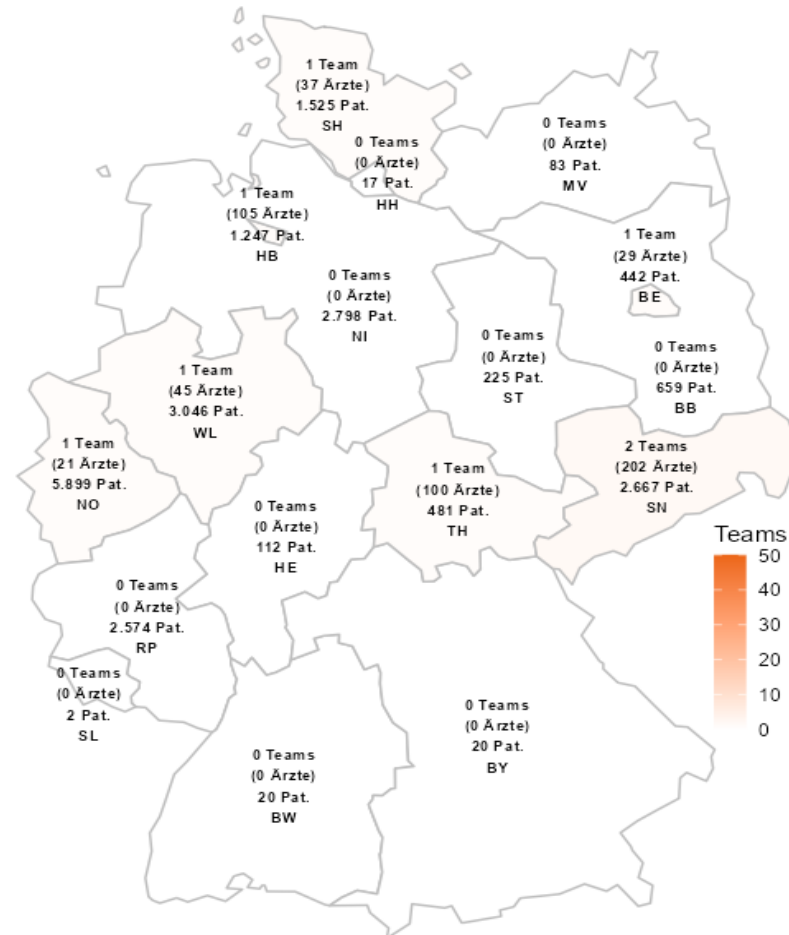 1 Team
(37 Ärzte)
1.525 Pat.
SH
0 Teams
(0 Ärzte)
17 Pat.
HH
0 Teams
(0 Ärzte)
83 Pat.
MV
1 Team
(105 Ärzte)
1.247 Pat.
HB
1 Team
(29 Ärzte)
442 Pat.
BE
0 Teams
(0 Ärzte)
2.798 Pat.
NI
0 Teams
(0 Ärzte)
225 Pat.
ST
0 Teams
(0 Ärzte)
659 Pat.
BB
1 Team
(45 Ärzte)
3.046 Pat.
WL
1 Team
(21 Ärzte)
5.899 Pat.
NO
0 Teams
(0 Ärzte)
112 Pat.
HE
1 Team
(100 Ärzte)
481 Pat.
TH
2 Teams
(202 Ärzte)
2.667 Pat.
SN
0 Teams
(0 Ärzte)
2.574 Pat.
RP
0 Teams
(0 Ärzte)
2 Pat.
SL
0 Teams
(0 Ärzte)
20 Pat.
BW
0 Teams
(0 Ärzte)
20 Pat.
BY
Teams
50
40
30
20
10
0